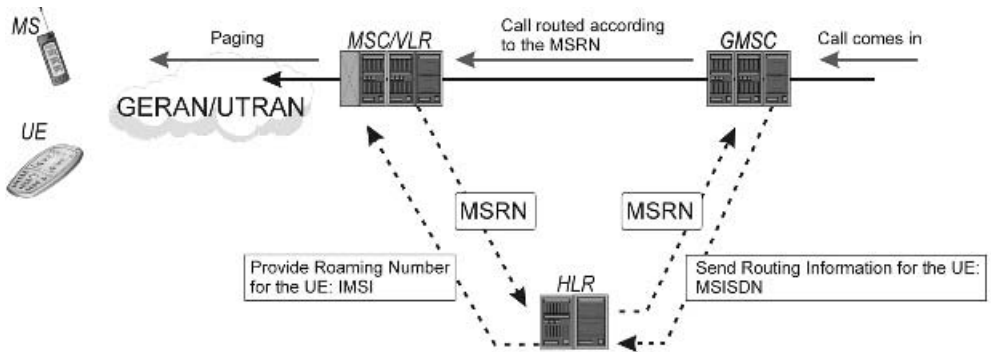 MS
Paging
MSC/VLR
Call routed according
to the MSRN
GMSC
Call comes in
GERAN/UTRAN
UE
MSRN
MSRN
Provide Roaming Number
for the UE: IMSI
HLR
Send Routing Information for the UE:
MSISDN